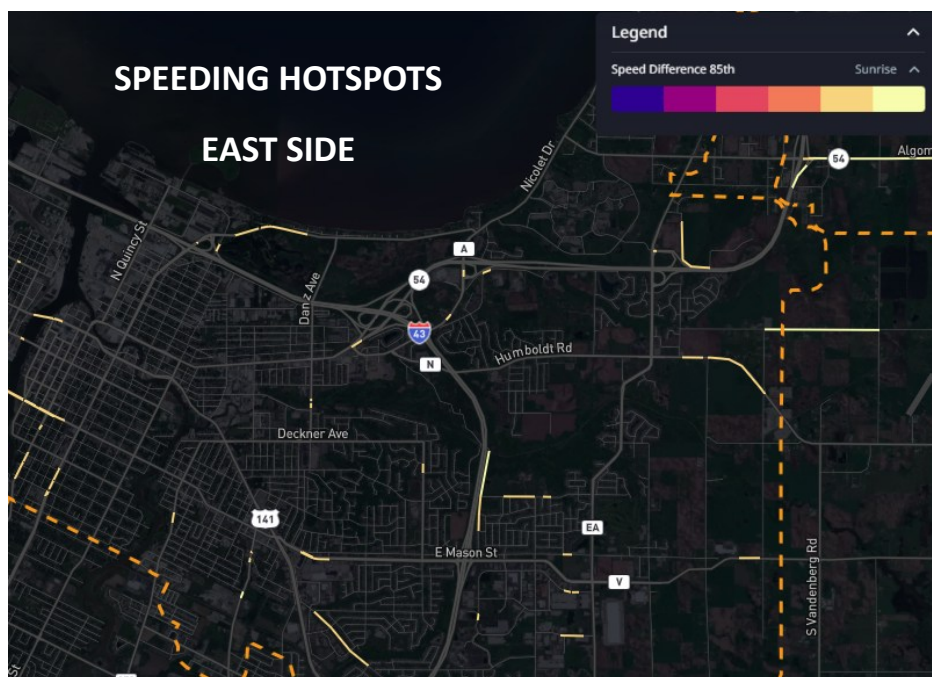 SPEEDING HOTSPOTS
EAST SIDE
Legend
Speed Difference 85th
Sunrise
54
Algom
Nicolet Dr
N Quincy St
A
54
Danz Ave
43
N
Humboldt Rd
Deckner Ave
141
EA
E Mason St
V
S Vandenberg Rd
St